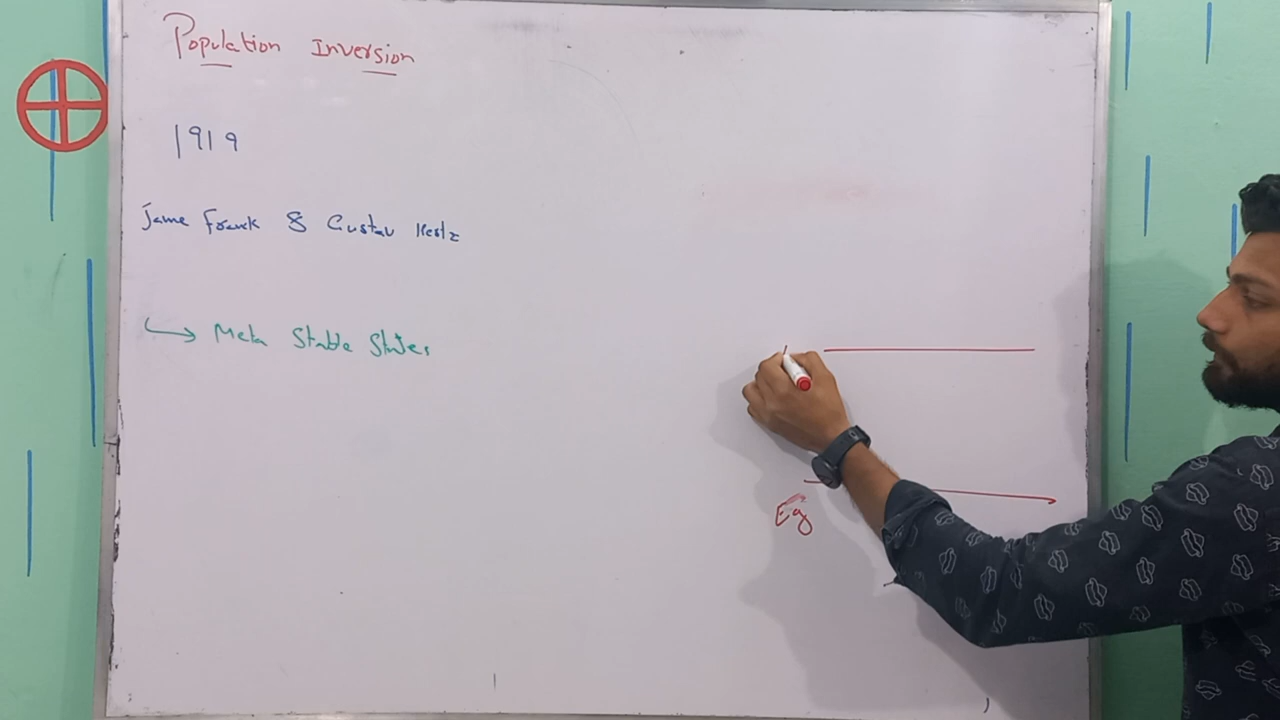 Population Inversion
1919
Jame Franck & Gustav Hertz
↪ Meta Stable States
Eg